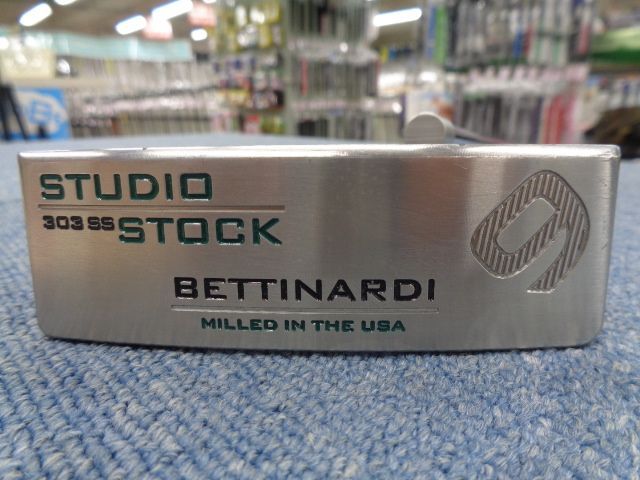 STUDIO
303 SS STOCK
BETTINARDI
MILLED IN THE USA